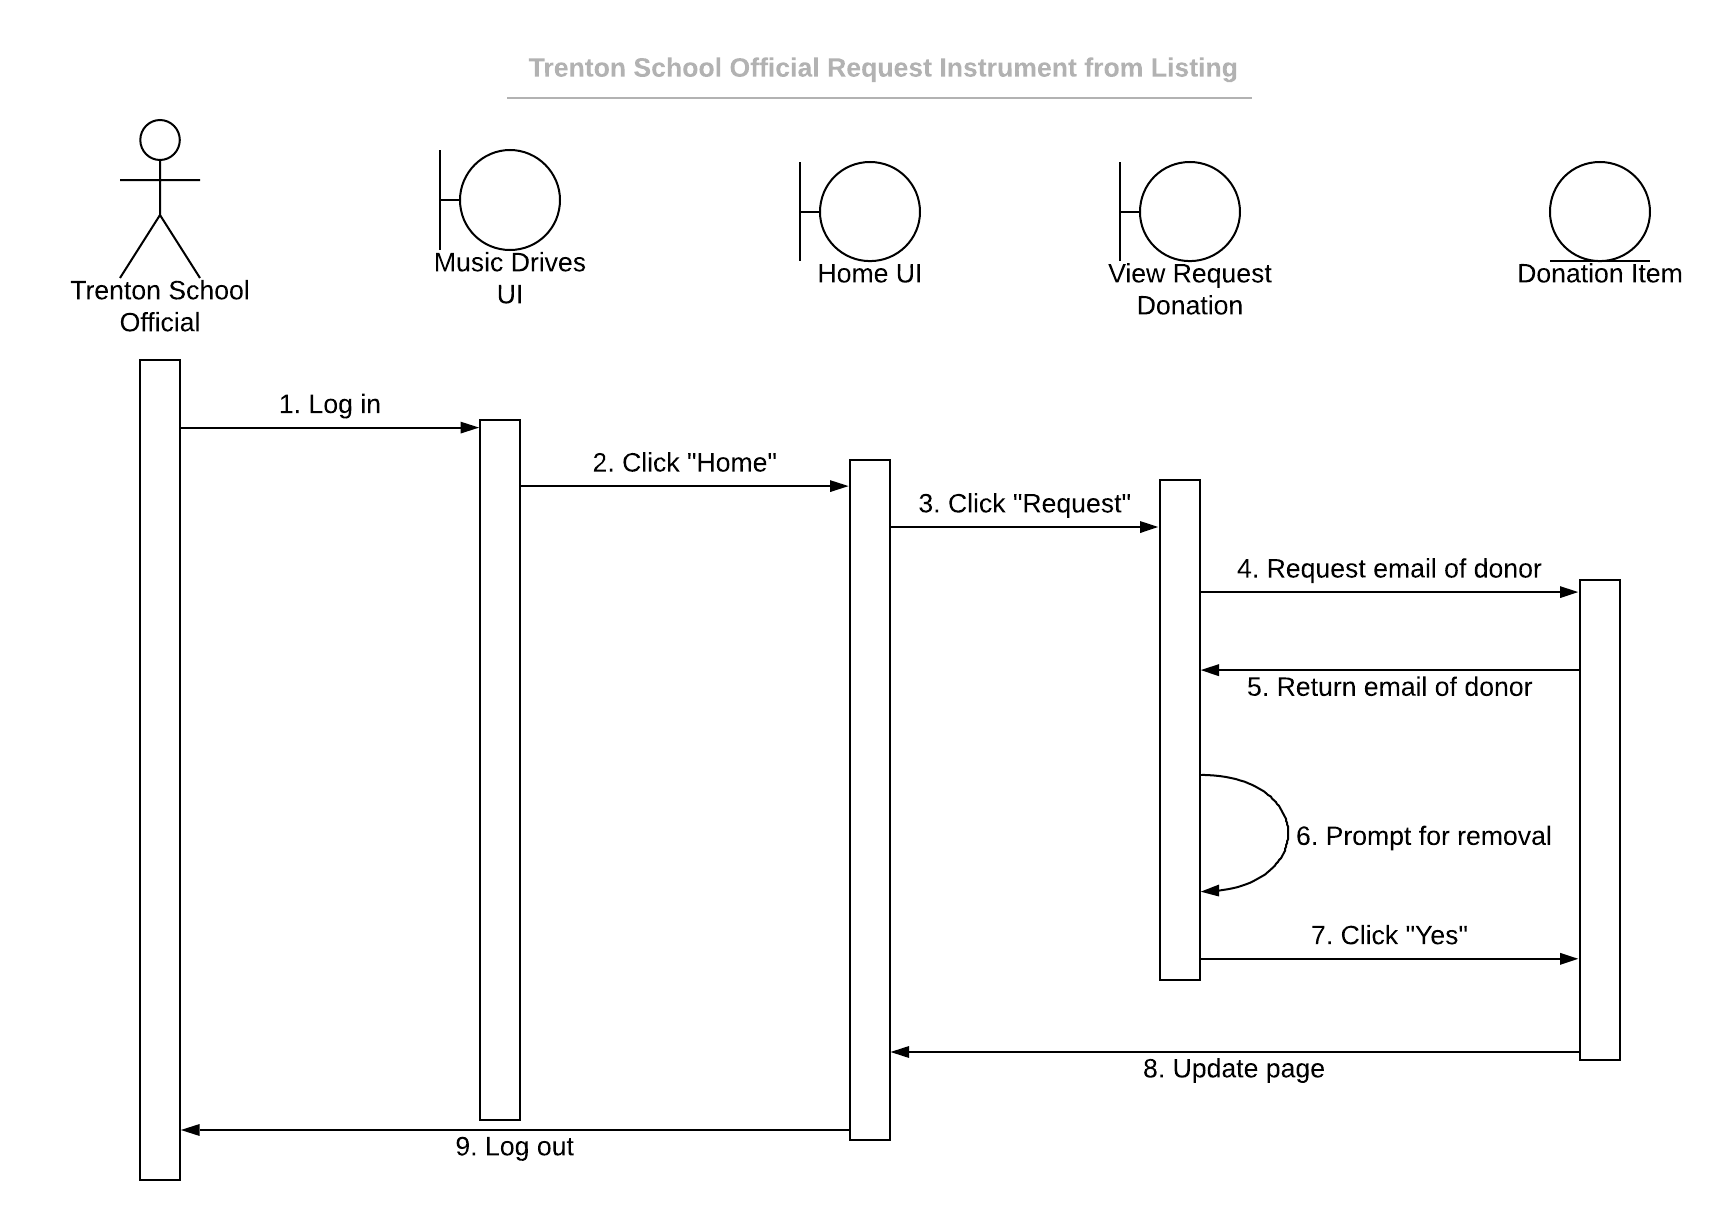 Trenton School Official Request Instrument from Listing
Trenton School
Official
Music Drives
UI
Home UI
View Request
Donation
Donation Item
1. Log in
2. Click "Home"
3. Click "Request"
4. Request email of donor
5. Return email of donor
6. Prompt for removal
7. Click "Yes"
8. Update page
9. Log out